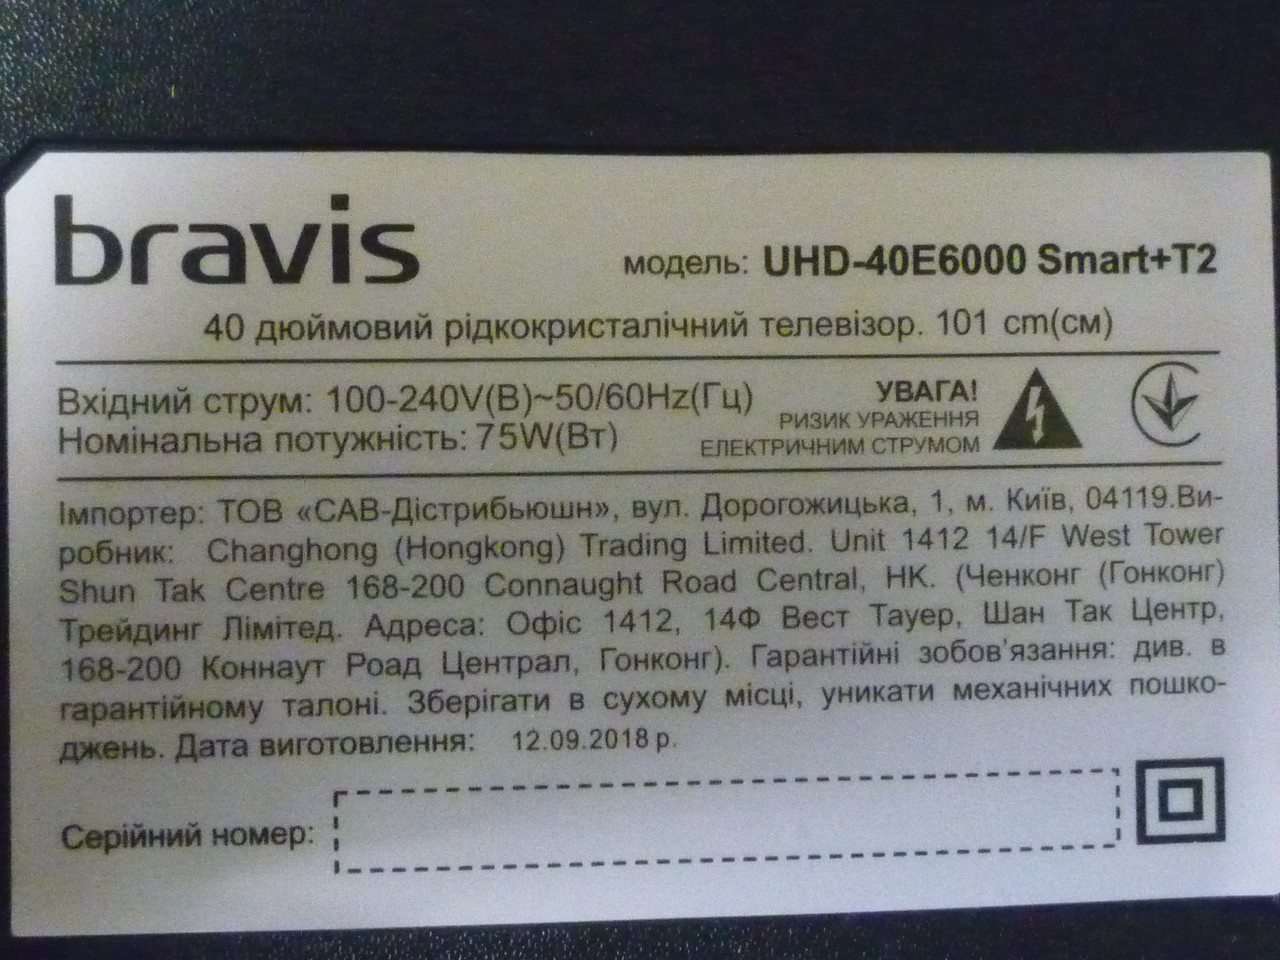 bravis
модель: UHD-40E6000 Smart+T2
40 дюймовий рідкокристалічний телевізор. 101 cm(см)
Вхідний струм: 100-240V(В)~50/60Hz(Гц)
Номінальна потужність: 75W(Вт)
УВАГА!
РИЗИК УРАЖЕННЯ
ЕЛЕКТРИЧНИМ СТРУМОМ
Імпортер: ТОВ «САВ-Дістрибьюшн», вул. Дорогожицька, 1, м. Київ, 04119.Ви-
робник: Changhong (Hongkong) Trading Limited. Unit 1412 14/F West Tower
Shun Tak Centre 168-200 Connaught Road Central, HK. (Ченконг (Гонконг)
Трейдинг Лімітед. Адреса: Офіс 1412, 14Ф Вест Тауер, Шан Так Центр,
168-200 Коннаут Роад Централ, Гонконг). Гарантійні зобов'язання: див. в
гарантійному талоні. Зберігати в сухому місці, уникати механічних пошко-
джень. Дата виготовлення: 12.09.2018 р.
Серійний номер: